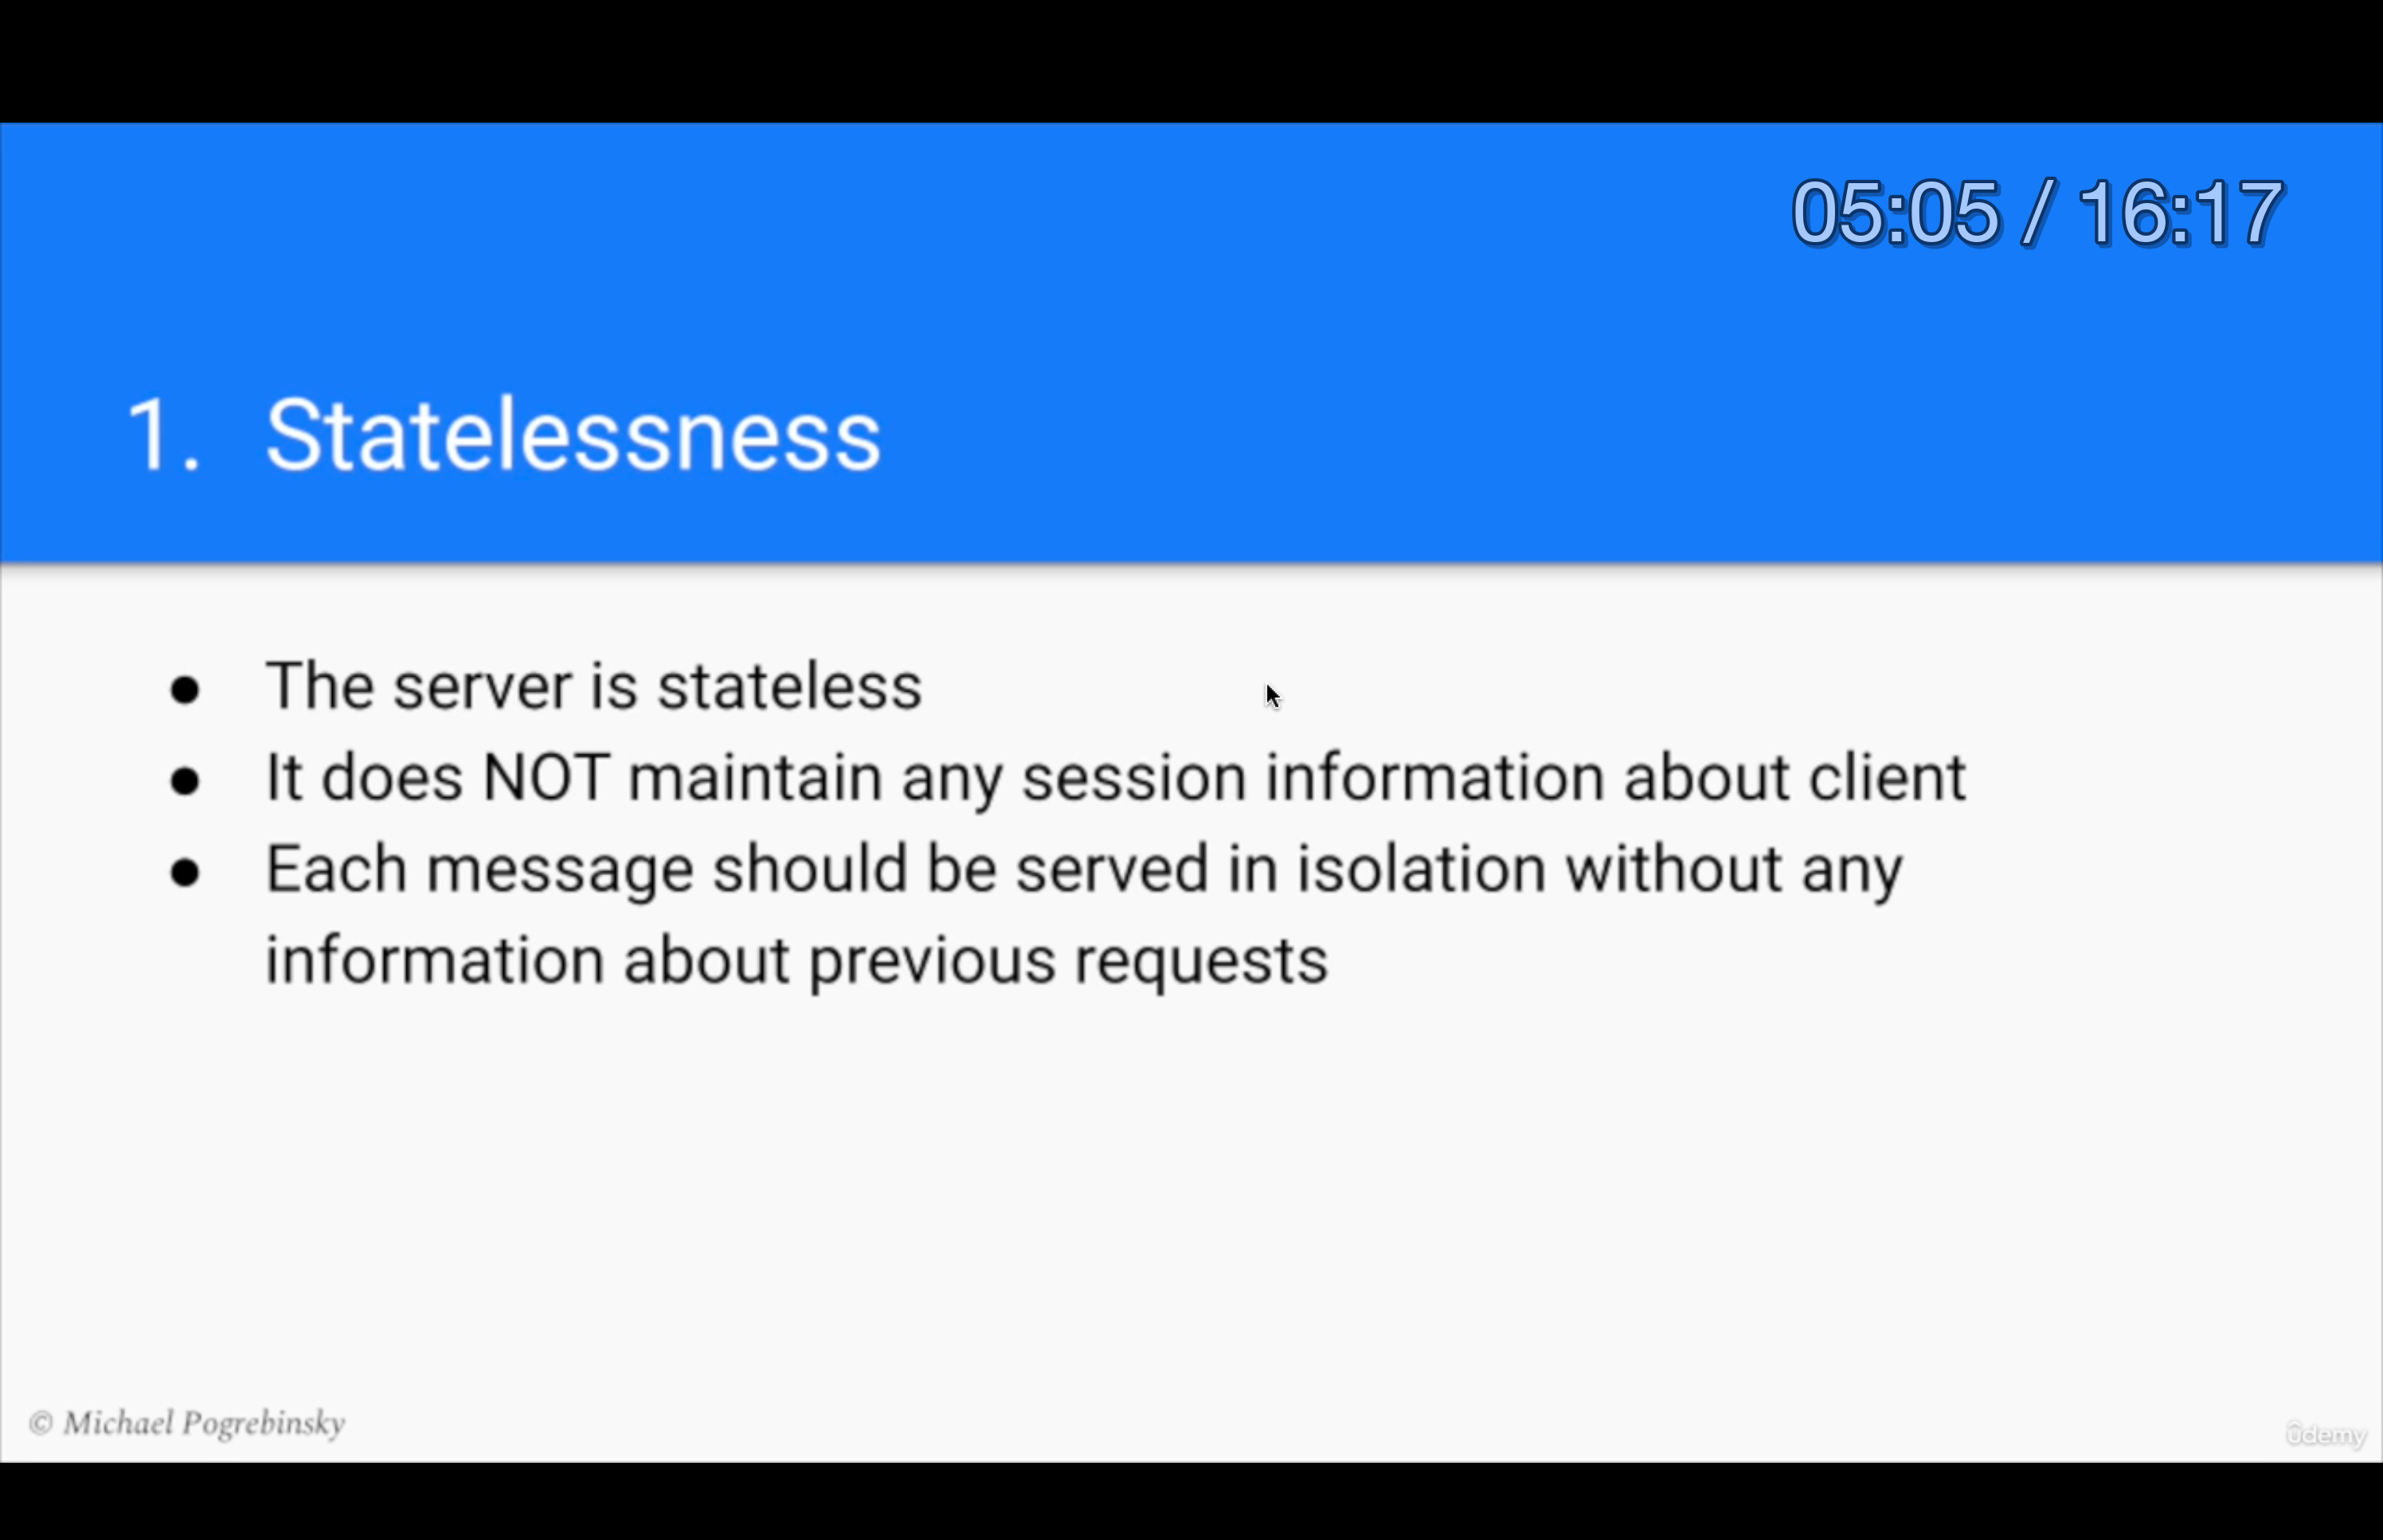 05:05 / 16:17
1. Statelessness
● The server is stateless
● It does NOT maintain any session information about client
● Each message should be served in isolation without any
information about previous requests
© Michael Pogrebinsky
ûdemy